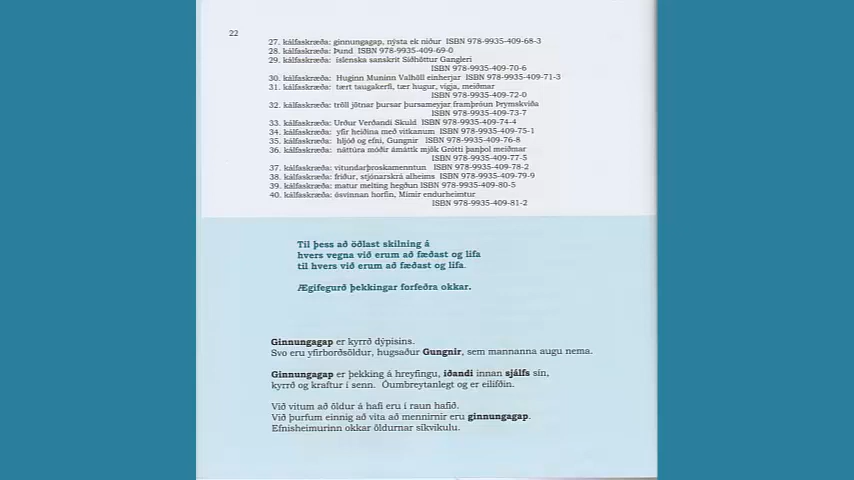 22
27. kálfaskræða: ginnungagap, nýsta ek niður ISBN 978-9935-409-68-3
28. kálfaskræða: Þund ISBN 978-9935-409-69-0
29. kálfaskræða: íslenska sanskrít Síðhöttur Gangleri
ISBN 978-9935-409-70-6
30. kálfaskræða: Huginn Muninn Valhöll einherjar ISBN 978-9935-409-71-3
31. kálfaskræða: tært taugakerfi, tær hugur, vígja, meiðmar
ISBN 978-9935-409-72-0
32. kálfaskræða: tröll jötnar þursar þursameyjar framþróun Þrymskviða
ISBN 978-9935-409-73-7
33. kálfaskræða: Urður Verðandi Skuld ISBN 978-9935-409-74-4
34. kálfaskræða: yfir heiðina með vitkanum ISBN 978-9935-409-75-1
35. kálfaskræða: hljóð og efni, Gungnir ISBN 978-9935-409-76-8
36. kálfaskræða: náttúra móðir ámáttk mjök Grótti þanþol meiðmar
ISBN 978-9935-409-77-5
37. kálfaskræða: vitundarþroskamenntun ISBN 978-9935-409-78-2
38. kálfaskræða: friður, stjónarskrá alheims ISBN 978-9935-409-79-9
39. kálfaskræða: matur melting hegðun ISBN 978-9935-409-80-5
40. kálfaskræða: ósvinnan horfin, Mímir endurheimtur
ISBN 978-9935-409-81-2
Til þess að öðlast skilning á
hvers vegna við erum að fæðast og lifa
til hvers við erum að fæðast og lifa.
Ægifegurð þekkingar forfeðra okkar.
Ginnungagap er kyrrð dýpisins.
Svo eru yfirborðsöldur, hugsaður Gungnir, sem mannanna augu nema.
Ginnungagap er þekking á hreyfingu, iðandi innan sjálfs sín,
kyrrð og kraftur í senn. Óumbreytanlegt og er eilífðin.
Við vitum að öldur á hafi eru í raun hafið.
Við þurfum einnig að vita að mennirnir eru ginnungagap.
Efnisheimurinn okkar öldurnar síkvikulu.